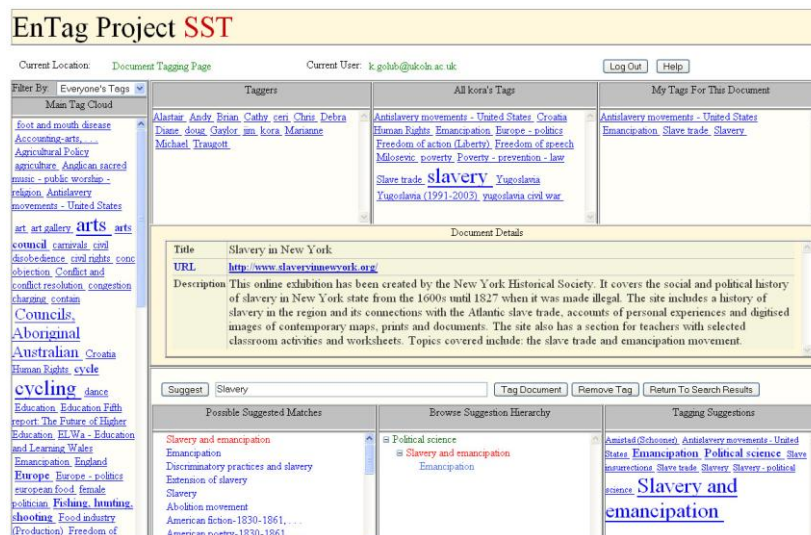 EnTag Project SST
Current Location: Document Tagging Page Current User: k.golub@ukoln.ac.uk Log Out Help
Filter By: Everyone's Tags
Main Tag Cloud
foot and mouth disease
Accounting-arts, . . .
Agricultural Policy
agriculture Anglican sacred
music - public worship -
religion Antislavery
movements - United States
art art gallery arts arts
council carnivals civil
disobedience civil rights conc
objection Conflict and
conflict resolution congestion
charging contain
Councils,
Aboriginal
Australian Croatia
Human Rights cycle
cycling dance
Education Education Fifth
report: The Future of Higher
Education ELWa - Education
and Learning Wales
Emancipation England
Europe Europe - politics
european food female
politician Fishing, hunting,
shooting Food industry
(Production) Freedom of
Taggers
Alastair Andy Brian Cathy ceri Chris Debra
Diane doug Gaylor jim kora Marianne
Michael Traugott
All kora's Tags
Antislavery movements - United States Croatia
Human Rights Emancipation Europe - politics
Freedom of action (Liberty) Freedom of speech
Milosevic poverty Poverty - prevention - law
Slave trade slavery Yugoslavia
Yugoslavia (1991-2003) yugoslavia civil war
My Tags For This Document
Antislavery movements - United States
Emancipation Slave trade Slavery
Document Details
Title Slavery in New York
URL http://www.slaveryinnewyork.org/
Description This online exhibition has been created by the New York Historical Society. It covers the social and political history
of slavery in New York state from the 1600s until 1827 when it was made illegal. The site includes a history of
slavery in the region and its connections with the Atlantic slave trade, accounts of personal experiences and digitised
images of contemporary maps, prints and documents. The site also has a section for teachers with selected
classroom activities and worksheets. Topics covered include: the slave trade and emancipation movement.
Suggest Slavery Tag Document Remove Tag Return To Search Results
Possible Suggested Matches
Slavery and emancipation
Emancipation
Discriminatory practices and slavery
Extension of slavery
Slavery
Abolition movement
American fiction-1830-1861, . . .
American poetry-1830-1861
Browse Suggestion Hierarchy
Political science
Slavery and emancipation
Emancipation
Tagging Suggestions
Amistad (Schooner) Antislavery movements - United
States Emancipation Political science Slave
insurrections Slave trade Slavery Slavery - political
science Slavery and
emancipation